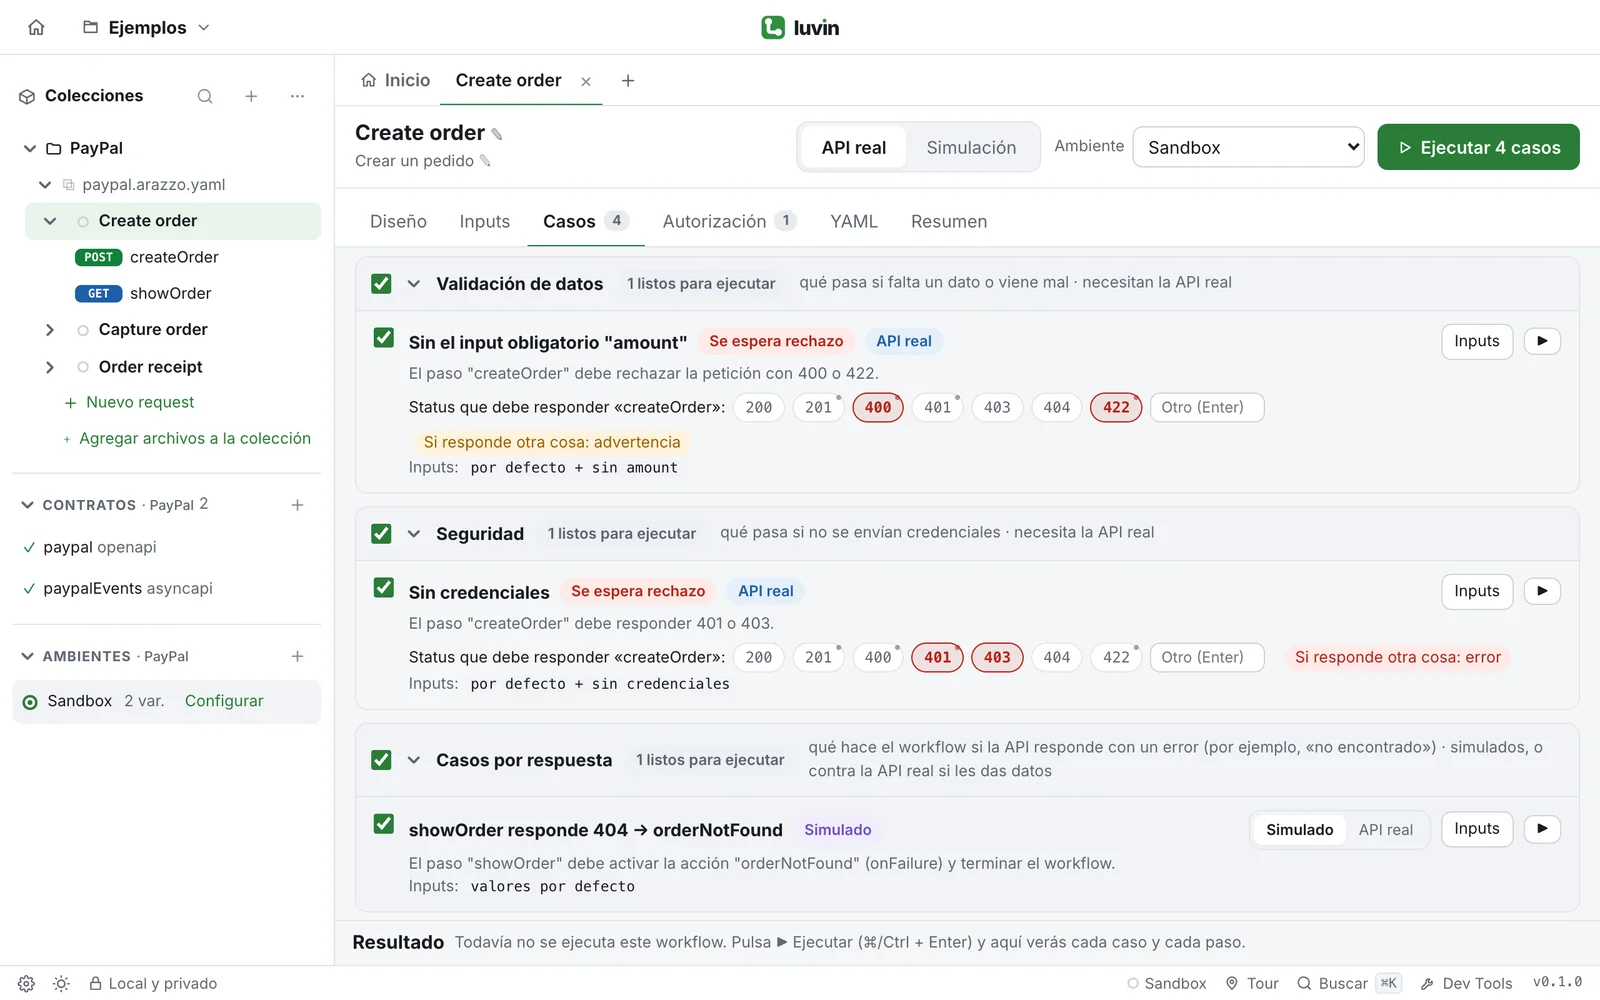 Ejemplos
luvin
Colecciones
PayPal
paypal.arazzo.yaml
Create order
POST createOrder
GET showOrder
Capture order
Order receipt
+ Nuevo request
+ Agregar archivos a la colección
CONTRATOS · PayPal 2 +
✓ paypal openapi
✓ paypalEvents asyncapi
AMBIENTES · PayPal +
Sandbox 2 var. Configurar
Inicio Create order × +
Create order
Crear un pedido
API real Simulación Ambiente Sandbox Ejecutar 4 casos
Diseño Inputs Casos 4 Autorización 1 YAML Resumen
Validación de datos 1 listos para ejecutar qué pasa si falta un dato o viene mal · necesitan la API real
Sin el input obligatorio "amount" Se espera rechazo API real Inputs ▶
El paso "createOrder" debe rechazar la petición con 400 o 422.
Status que debe responder «createOrder»: 200 201 400 401 403 404 422 Otro (Enter)
Si responde otra cosa: advertencia
Inputs: por defecto + sin amount
Seguridad 1 listos para ejecutar qué pasa si no se envían credenciales · necesita la API real
Sin credenciales Se espera rechazo API real Inputs ▶
El paso "createOrder" debe responder 401 o 403.
Status que debe responder «createOrder»: 200 201 400 401 403 404 422 Otro (Enter) Si responde otra cosa: error
Inputs: por defecto + sin credenciales
Casos por respuesta 1 listos para ejecutar qué hace el workflow si la API responde con un error (por ejemplo, «no encontrado») · simulados, o
contra la API real si les das datos
showOrder responde 404 → orderNotFound Simulado Simulado API real Inputs ▶
El paso "showOrder" debe activar la acción "orderNotFound" (onFailure) y terminar el workflow.
Inputs: valores por defecto
Resultado Todavía no se ejecuta este workflow. Pulsa ▶ Ejecutar (⌘/Ctrl + Enter) y aquí verás cada caso y cada paso.
Local y privado Sandbox Tour Buscar ⌘K Dev Tools v0.1.0